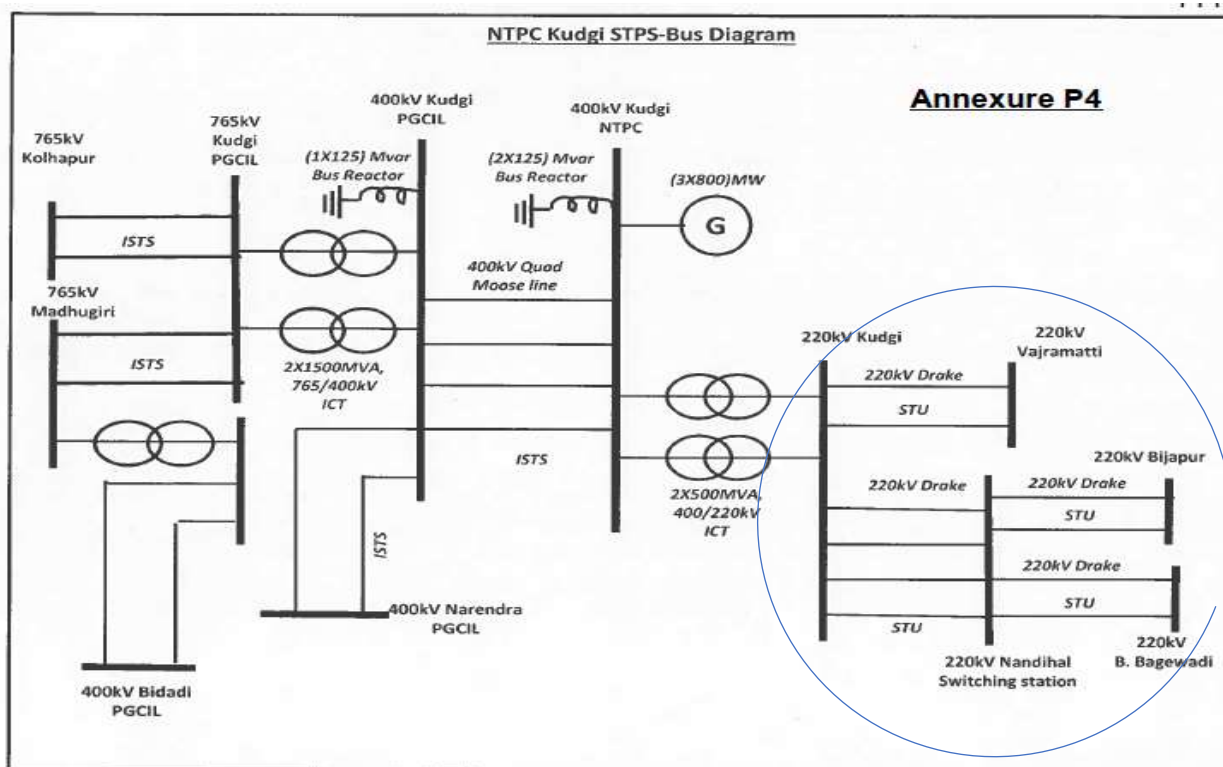 NTPC Kudgi STPS-Bus Diagram
Annexure P4
765kV
Kolhapur
765kV
Kudgi
PGCIL
400kV Kudgi
PGCIL
400kV Kudgi
NTPC
(1X125) Mvar
Bus Reactor
(2X125) Mvar
Bus Reactor
(3X800)MW
G
ISTS
765kV
Madhugiri
ISTS
2X1500MVA,
765/400kV
ICT
400kV Quad
Moose line
ISTS
ISTS
400kV Narendra
PGCIL
400kV Bidadi
PGCIL
2X500MVA,
400/220kV
ICT
220kV Kudgi
220kV
Vajramatti
220kV Drake
STU
220kV Bijapur
220kV Drake
220kV Drake
STU
220kV Drake
STU
STU
220kV Nandihal
Switching station
220kV
B. Bagewadi